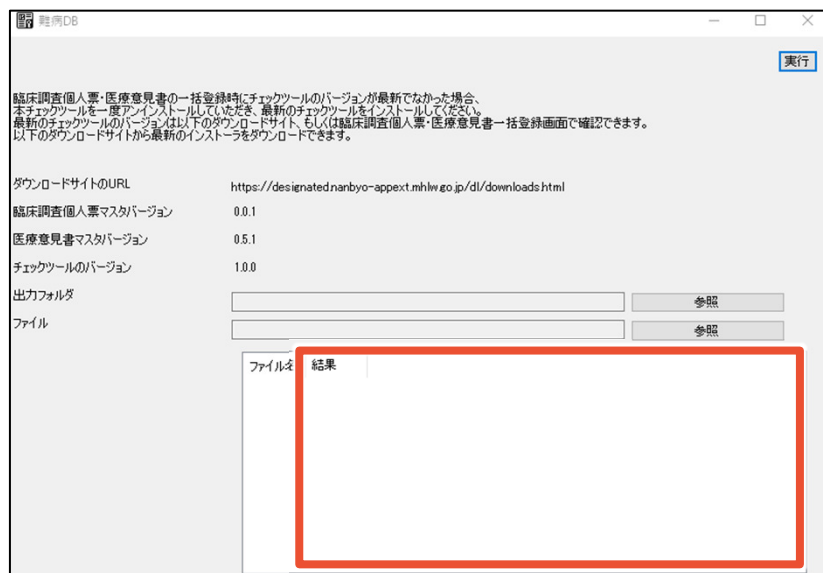 難病DB
実行
臨床調査個人票・医療意見書の一括登録時にチェックツールのバージョンが最新でなかった場合、
本チェックツールを一度アンインストールしていただき、最新のチェックツールをインストールしてください。
最新のチェックツールのバージョンは以下のダウンロードサイト、もしくは臨床調査個人票・医療意見書一括登録画面で確認できます。
以下のダウンロードサイトから最新のインストーラをダウンロードできます。
ダウンロードサイトのURL https://designated.nanbyo-appext.mhlw.go.jp/dl/downloads.html
臨床調査個人票マスタバージョン 0.0.1
医療意見書マスタバージョン 0.5.1
チェックツールのバージョン 1.0.0
出力フォルダ 参照
ファイル 参照
ファイル名 結果